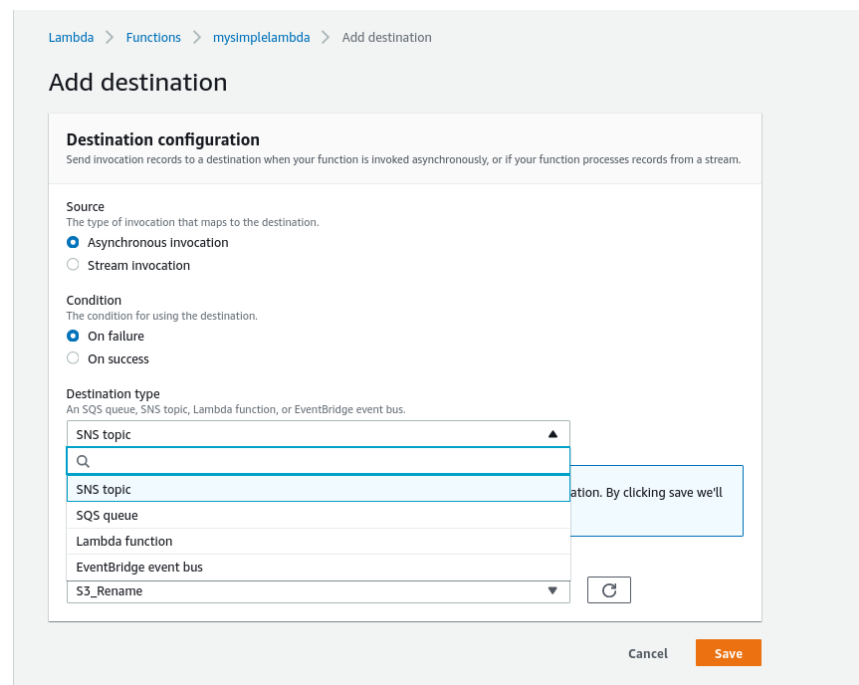 Lambda > Functions > mysimplelambda > Add destination
Add destination
Destination configuration
Send invocation records to a destination when your function is invoked asynchronously, or if your function processes records from a stream.
Source
The type of invocation that maps to the destination.
Asynchronous invocation
Stream invocation
Condition
The condition for using the destination.
On failure
On success
Destination type
An SQS queue, SNS topic, Lambda function, or EventBridge event bus.
SNS topic
SNS topic
ation. By clicking save we'll
SQS queue
Lambda function
EventBridge event bus
S3_Rename
Cancel
Save